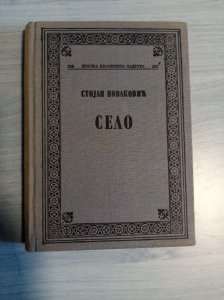 СРПСКА КЊИЖЕВНА ЗАДРУГА
СТОЈАН НОВАКОВИЋ
СЕЛО